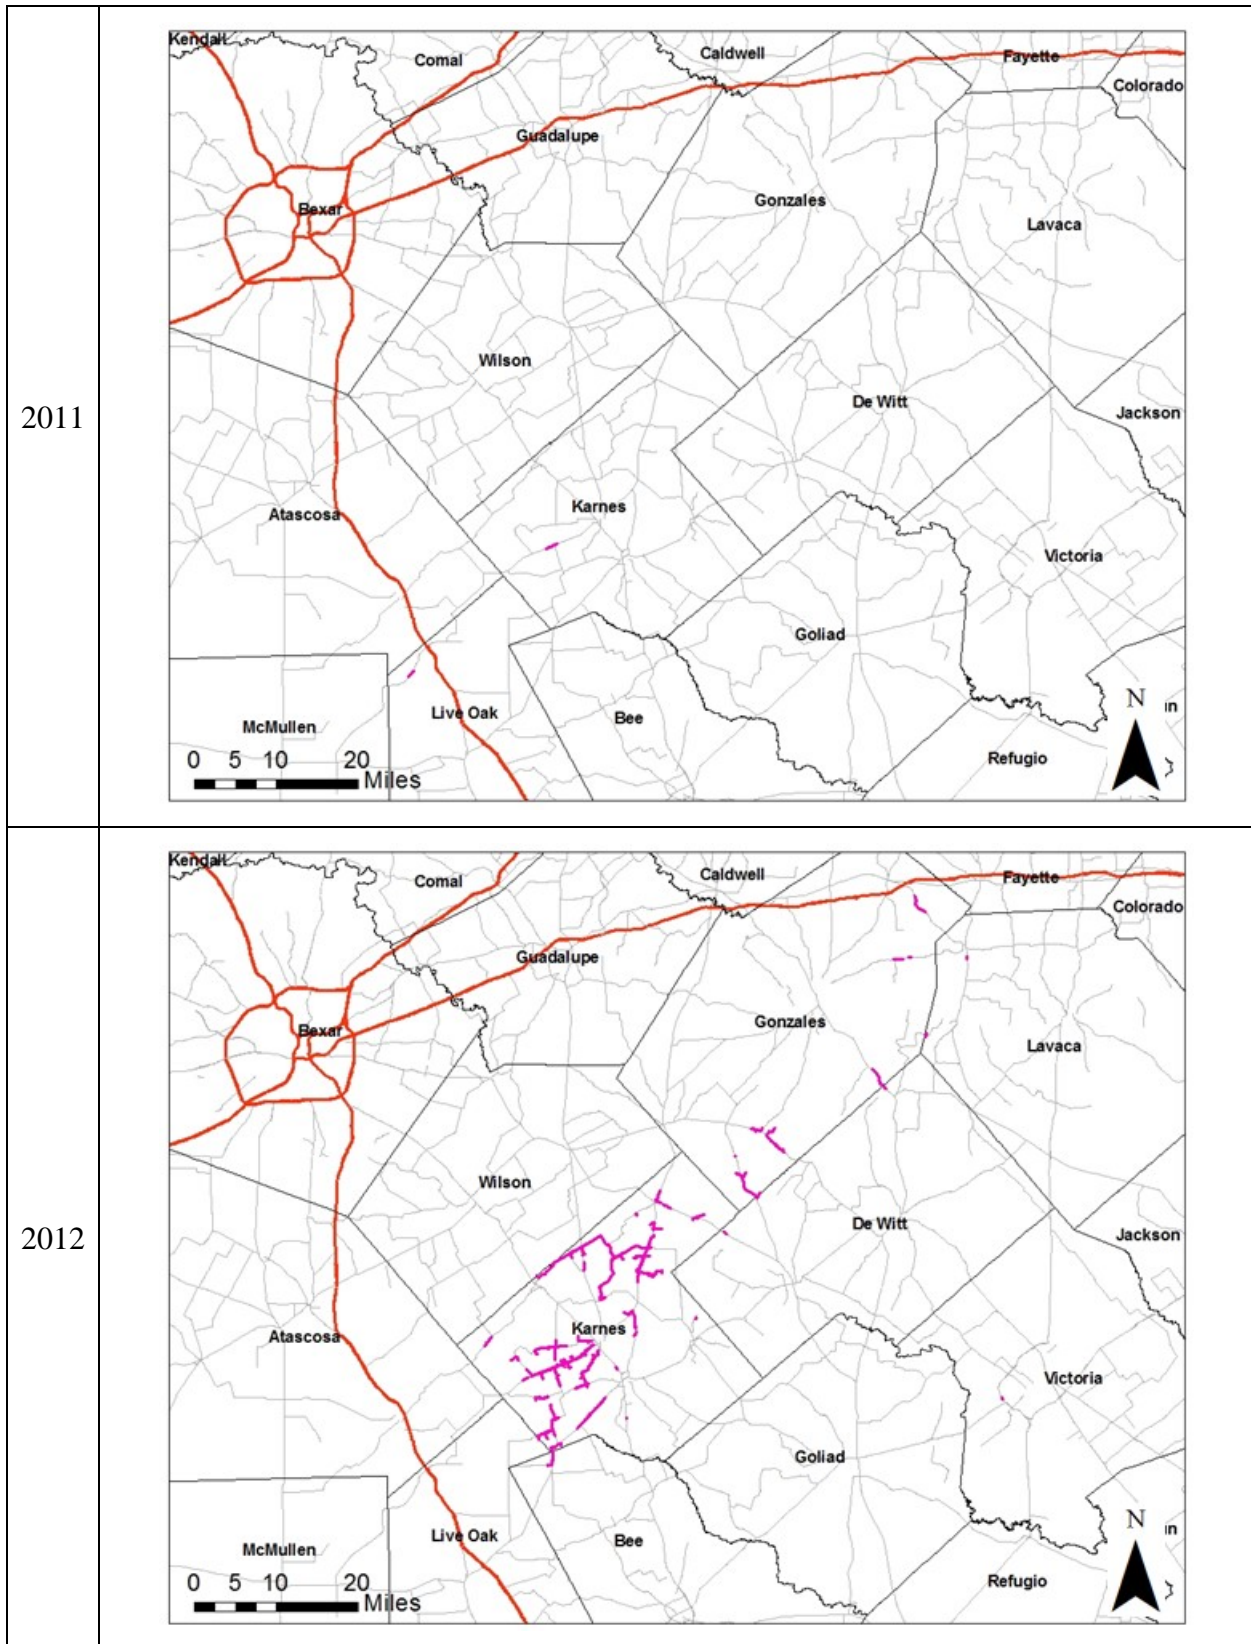 2011
Kendall
Comal
Caldwell
Fayette
Colorado
Guadalupe
Bexar
Gonzales
Lavaca
Wilson
De Witt
Jackson
Karnes
Atascosa
Victoria
Goliad
Live Oak
Bee
McMullen
Refugio
N
0 5 10 20
Miles
2012
Kendall
Comal
Caldwell
Fayette
Colorado
Guadalupe
Bexar
Gonzales
Lavaca
Wilson
De Witt
Jackson
Karnes
Atascosa
Victoria
Goliad
Live Oak
Bee
McMullen
Refugio
N
0 5 10 20
Miles